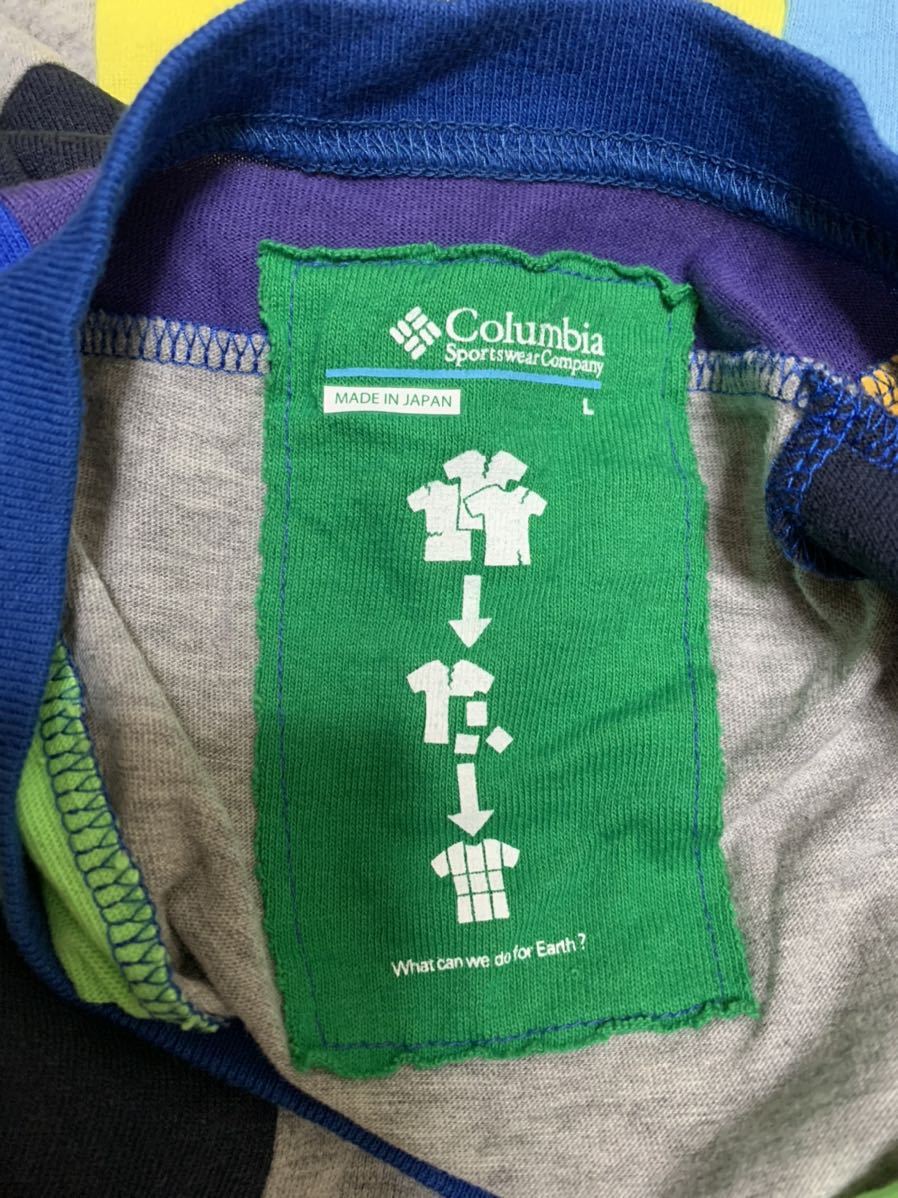 Columbia
Sportswear Company
MADE IN JAPAN
L
What can we do for Earth?